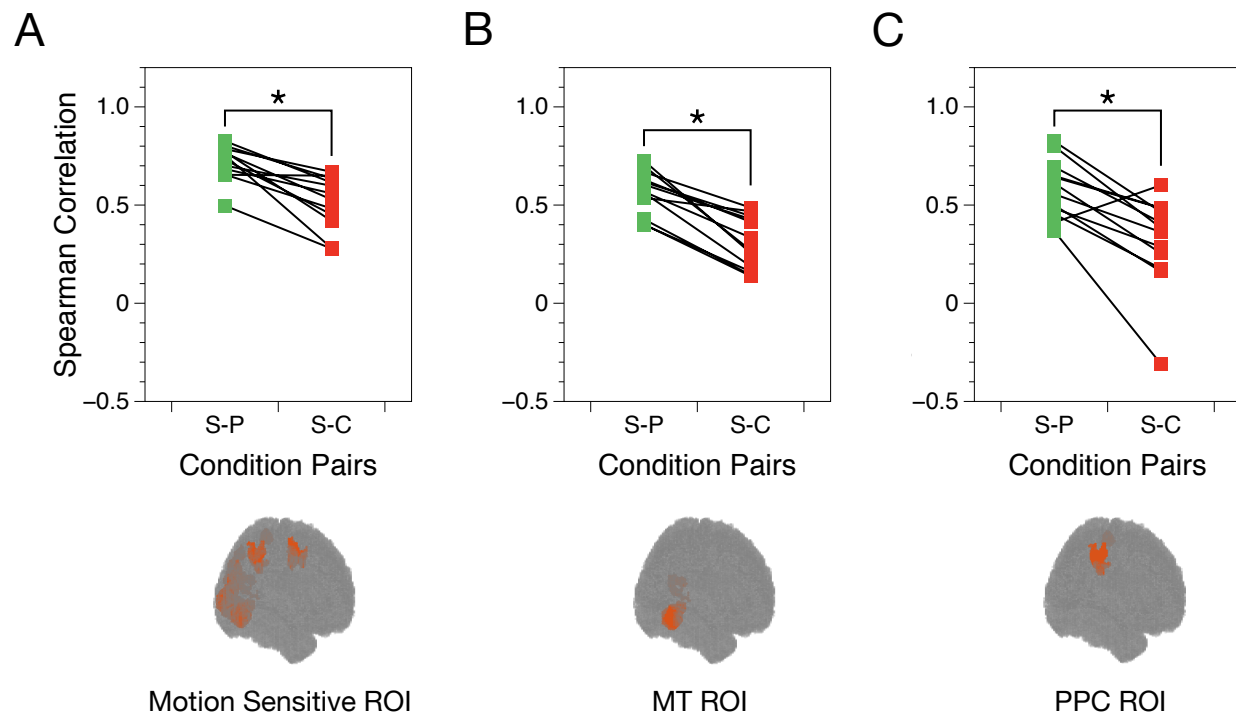 A
B
C
Spearman Correlation
1.0
0.5
0
−0.5
*
S-P
S-C
Condition Pairs
Motion Sensitive ROI
1.0
0.5
0
−0.5
*
S-P
S-C
Condition Pairs
MT ROI
1.0
0.5
0
−0.5
*
S-P
S-C
Condition Pairs
PPC ROI